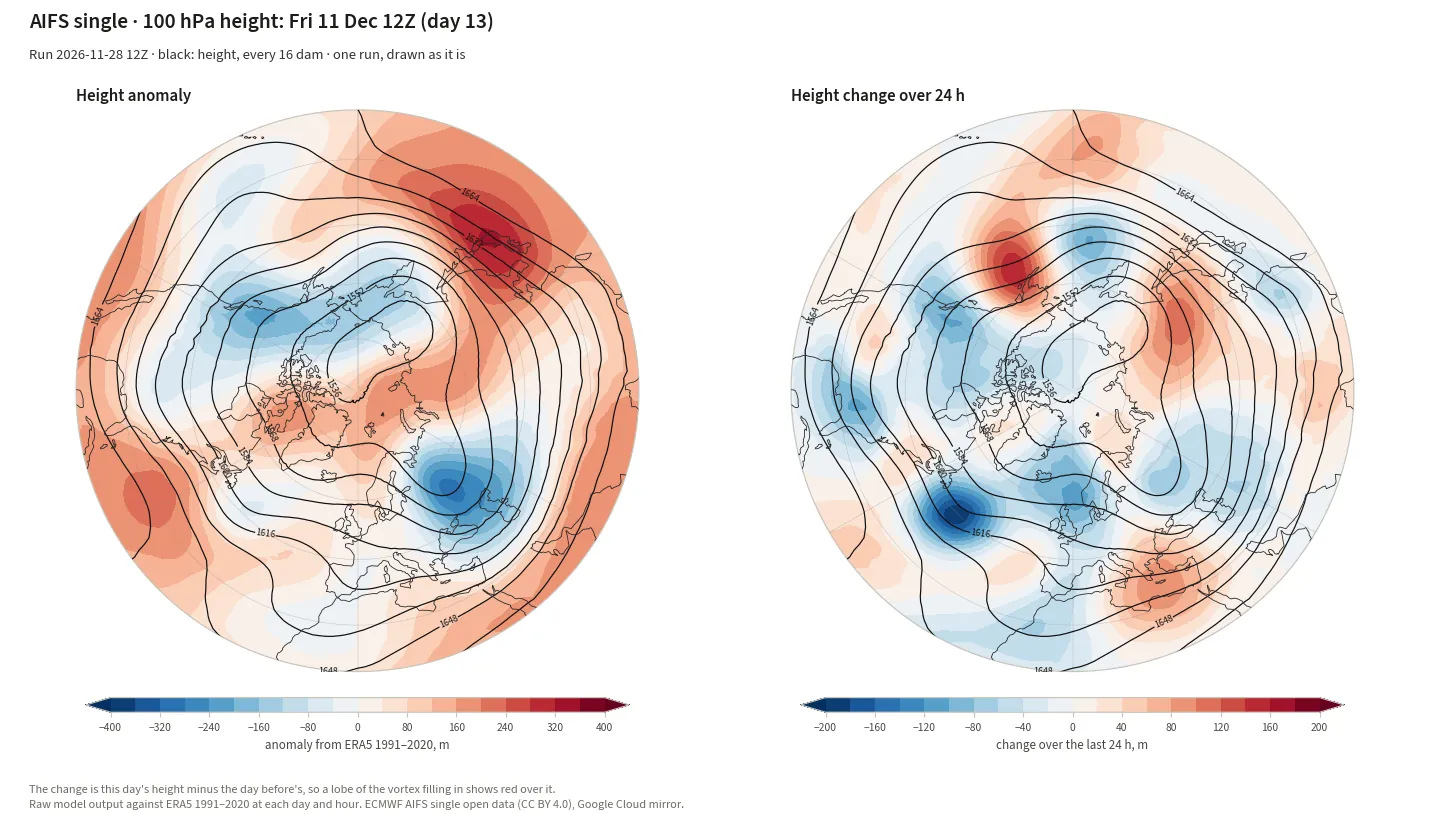 AIFS single · 100 hPa height: Fri 11 Dec 12Z (day 13)
Run 2026-11-28 12Z · black: height, every 16 dam · one run, drawn as it is
Height anomaly
Height change over 24 h
1664
1664
1616
1648
1648
1664
1664
1616
1648
1648
−400 −320 −240 −160 −80 0 80 160 240 320 400
anomaly from ERA5 1991–2020, m
−200 −160 −120 −80 −40 0 40 80 120 160 200
change over the last 24 h, m
The change is this day's height minus the day before's, so a lobe of the vortex filling in shows red over it.
Raw model output against ERA5 1991–2020 at each day and hour. ECMWF AIFS single open data (CC BY 4.0), Google Cloud mirror.